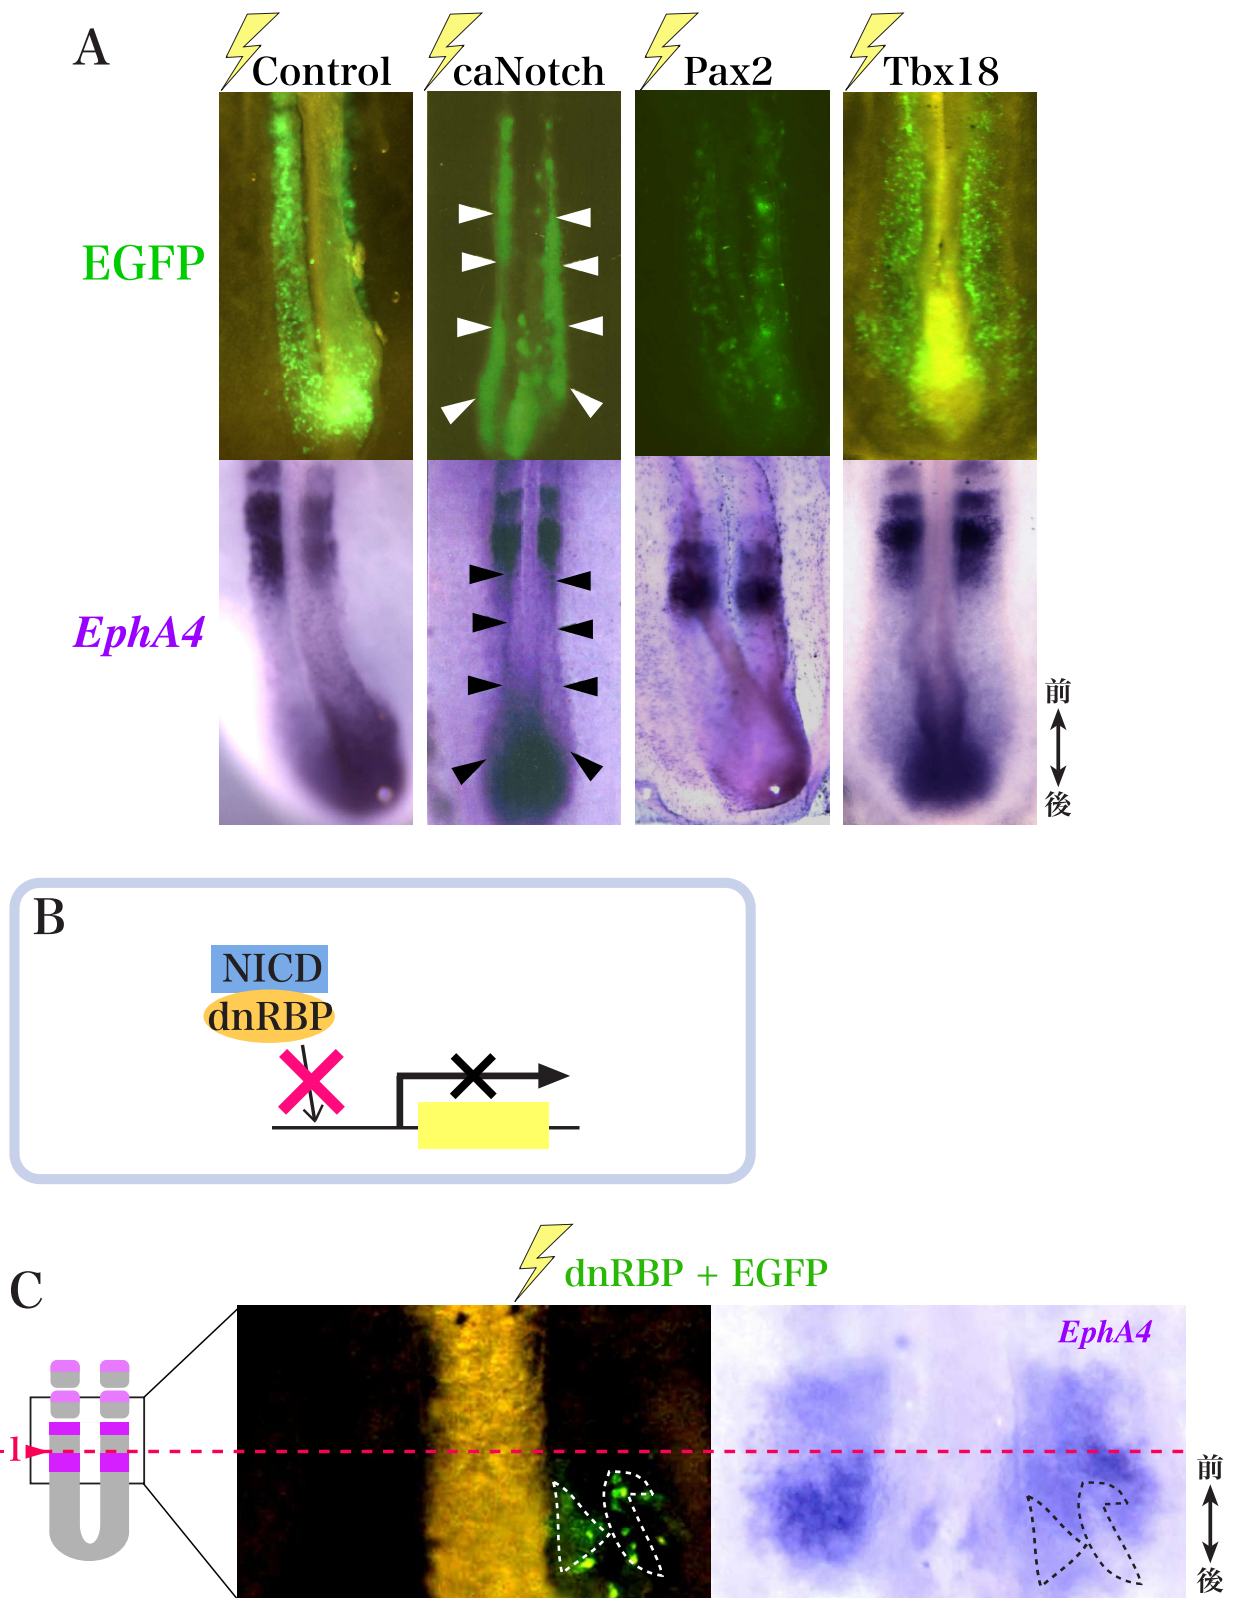 A
Control
caNotch
Pax2
Tbx18
EGFP
EphA4
前
後
B
NICD
dnRBP
dnRBP + EGFP
C
EphA4
1
前
後